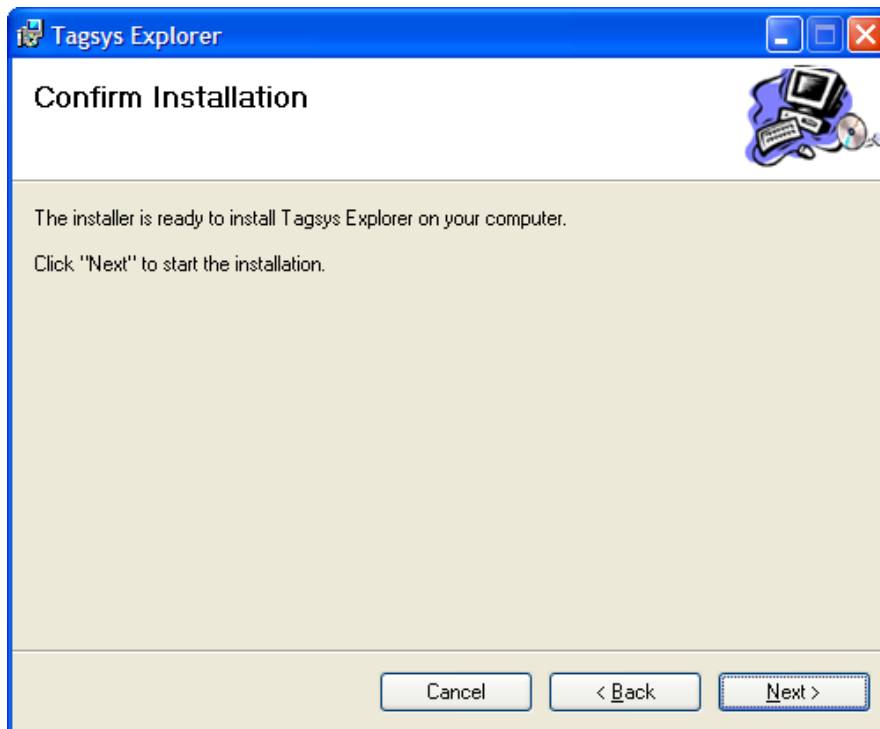 Tagsys Explorer
Confirm Installation
The installer is ready to install Tagsys Explorer on your computer.
Click "Next" to start the installation.
Cancel
< Back
Next >